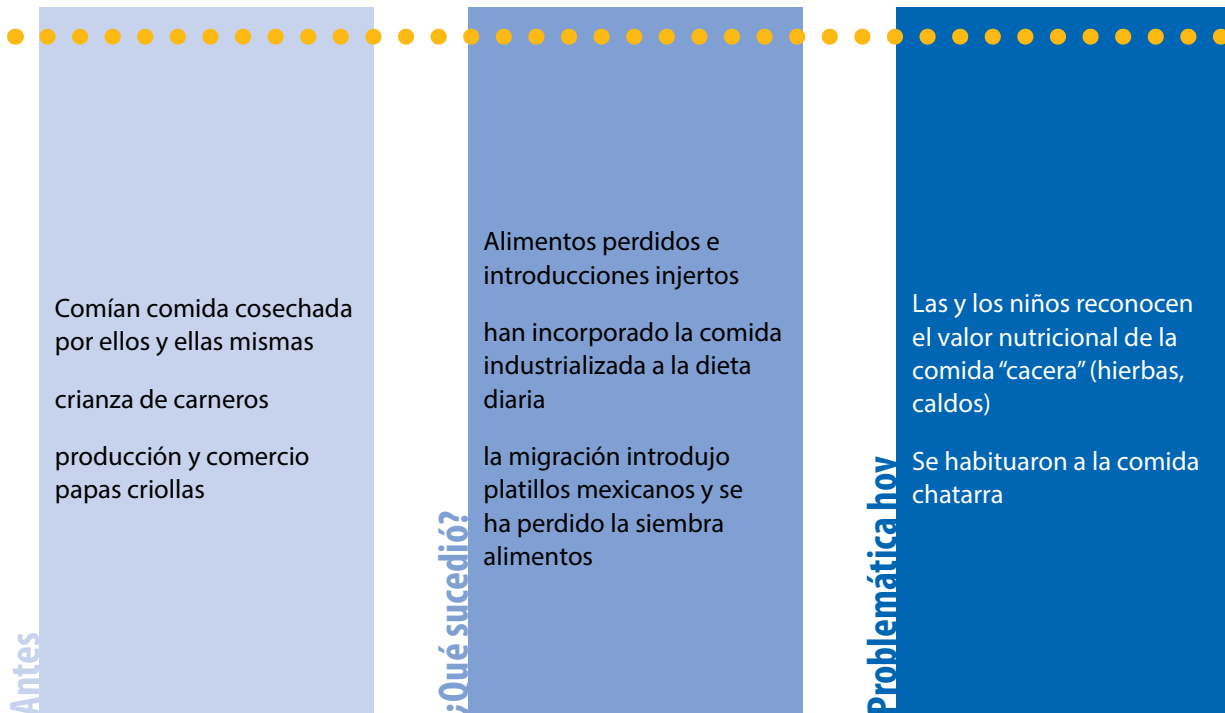 Antes
Comían comida cosechada
por ellos y ellas mismas
crianza de carneros
producción y comercio
papas criollas
¿Qué sucedió?
Alimentos perdidos e
introducciones injertos
han incorporado la comida
industrializada a la dieta
diaria
la migración introdujo
platillos mexicanos y se
ha perdido la siembra
alimentos
Problemática hoy
Las y los niños reconocen
el valor nutricional de la
comida “cacera” (hierbas,
caldos)
Se habituaron a la comida
chatarra